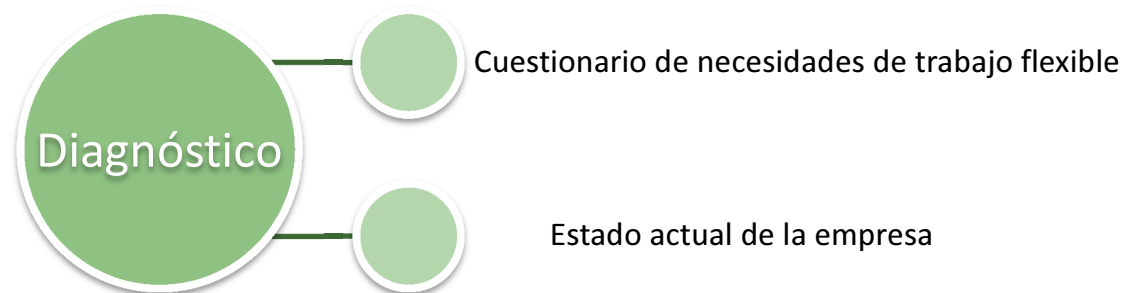 Cuestionario de necesidades de trabajo flexible
Diagnóstico
Estado actual de la empresa